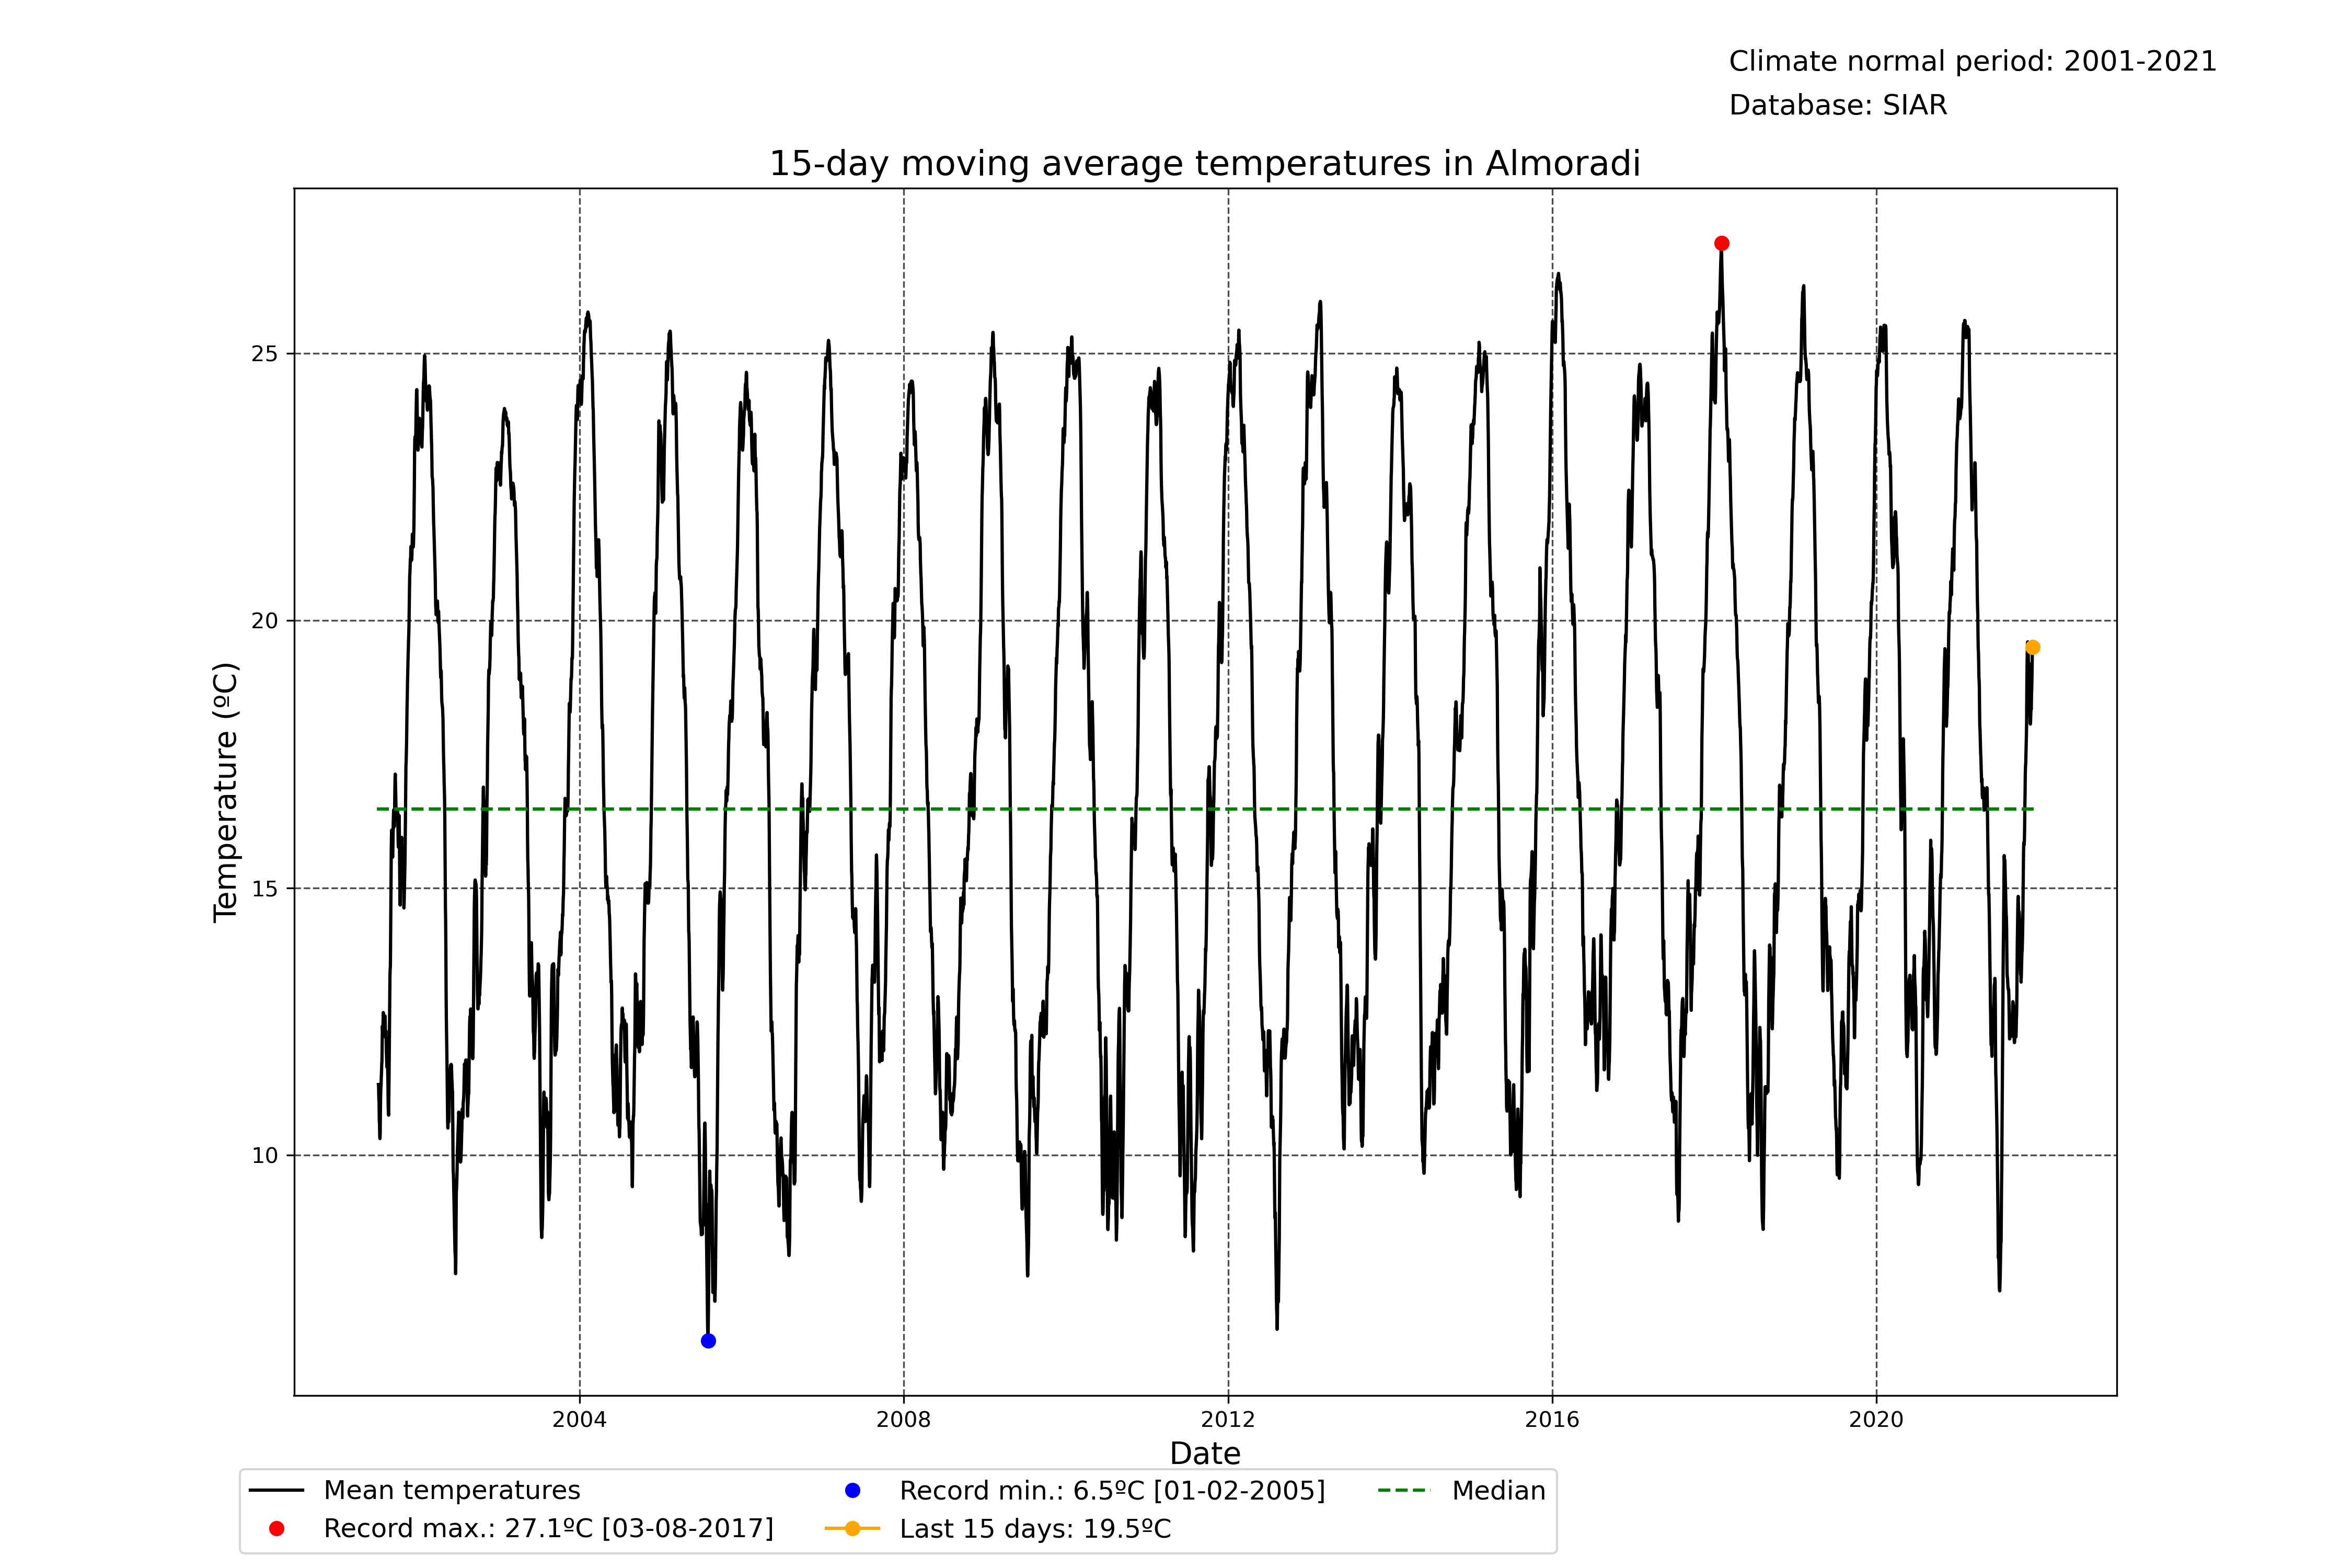 Climate normal period: 2001-2021
Database: SIAR
15-day moving average temperatures in Almoradi
Temperature (ºC)
25
20
15
10
2004 2008 2012 2016 2020
Date
Mean temperatures
Record max.: 27.1ºC [03-08-2017]
Record min.: 6.5ºC [01-02-2005]
Last 15 days: 19.5ºC
Median